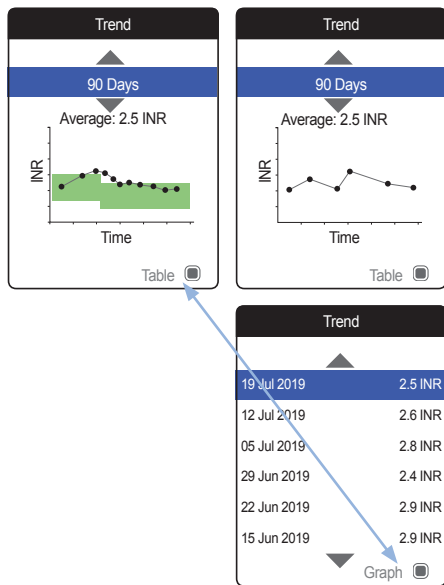 Trend
90 Days
Average: 2.5 INR
INR
Time
Table
Trend
90 Days
Average: 2.5 INR
INR
Time
Table
Trend
19 Jul 2019 2.5 INR
12 Jul 2019 2.6 INR
05 Jul 2019 2.8 INR
29 Jun 2019 2.4 INR
22 Jun 2019 2.9 INR
15 Jun 2019 2.9 INR
Graph